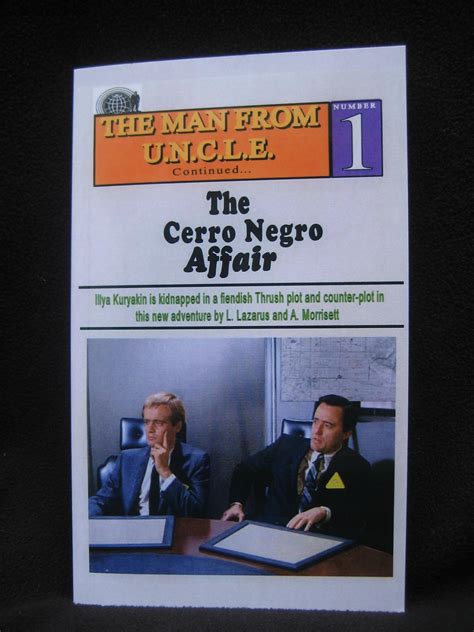 THE MAN FROM
U.N.C.L.E.
Continued...
NUMBER
1
The
Cerro Negro
Affair
Illya Kuryakin is kidnapped in a fiendish Thrush plot and counter-plot in
this new adventure by L. Lazarus and A. Morrisett